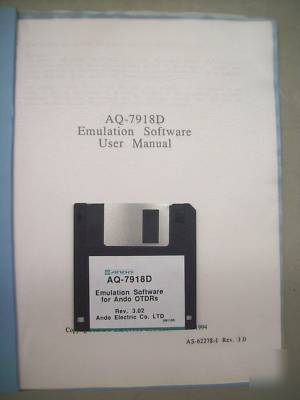 AQ-7918D
Emulation Software
User Manual
ANDO
AQ-7918D
Emulation Software
for Ando OTDRs
Rev. 3.02
Ando Electric Co. LTD
1994
AS-62278-1 Rev. 1.0